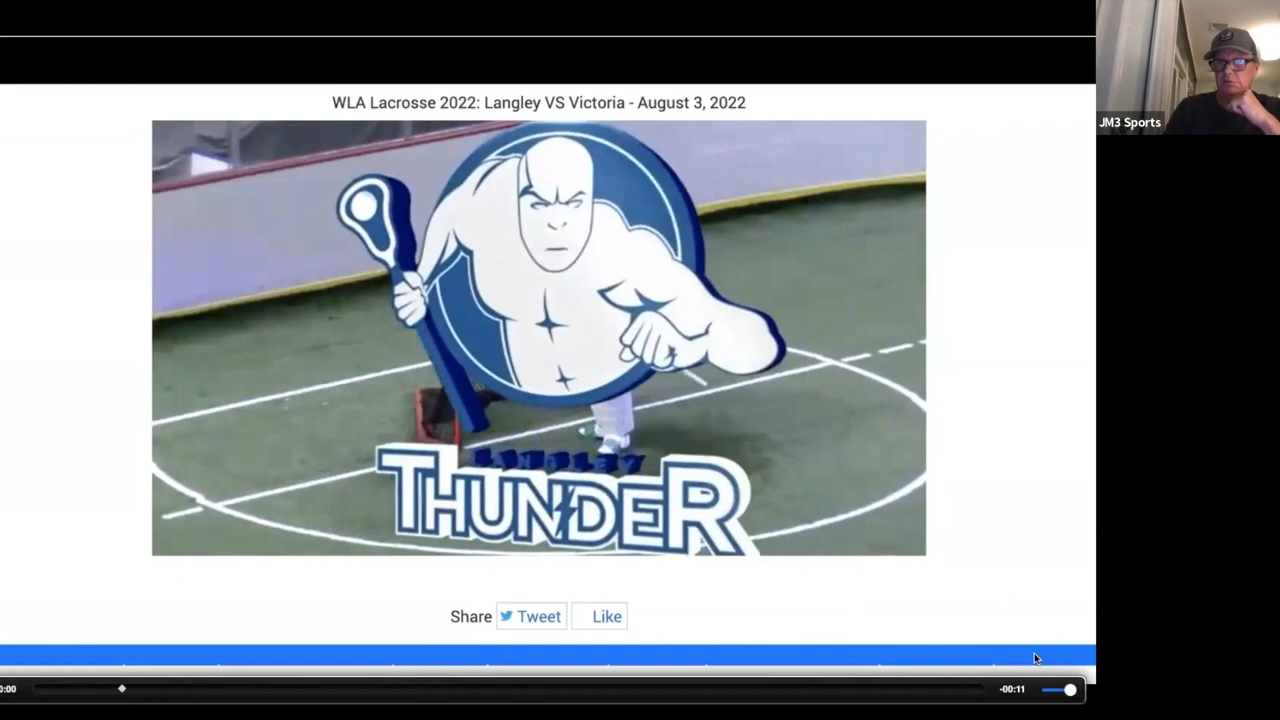 WLA Lacrosse 2022: Langley VS Victoria - August 3, 2022
JM3 Sports
LANGLEY
THUNDER
Share Tweet Like
0:00 -00:11